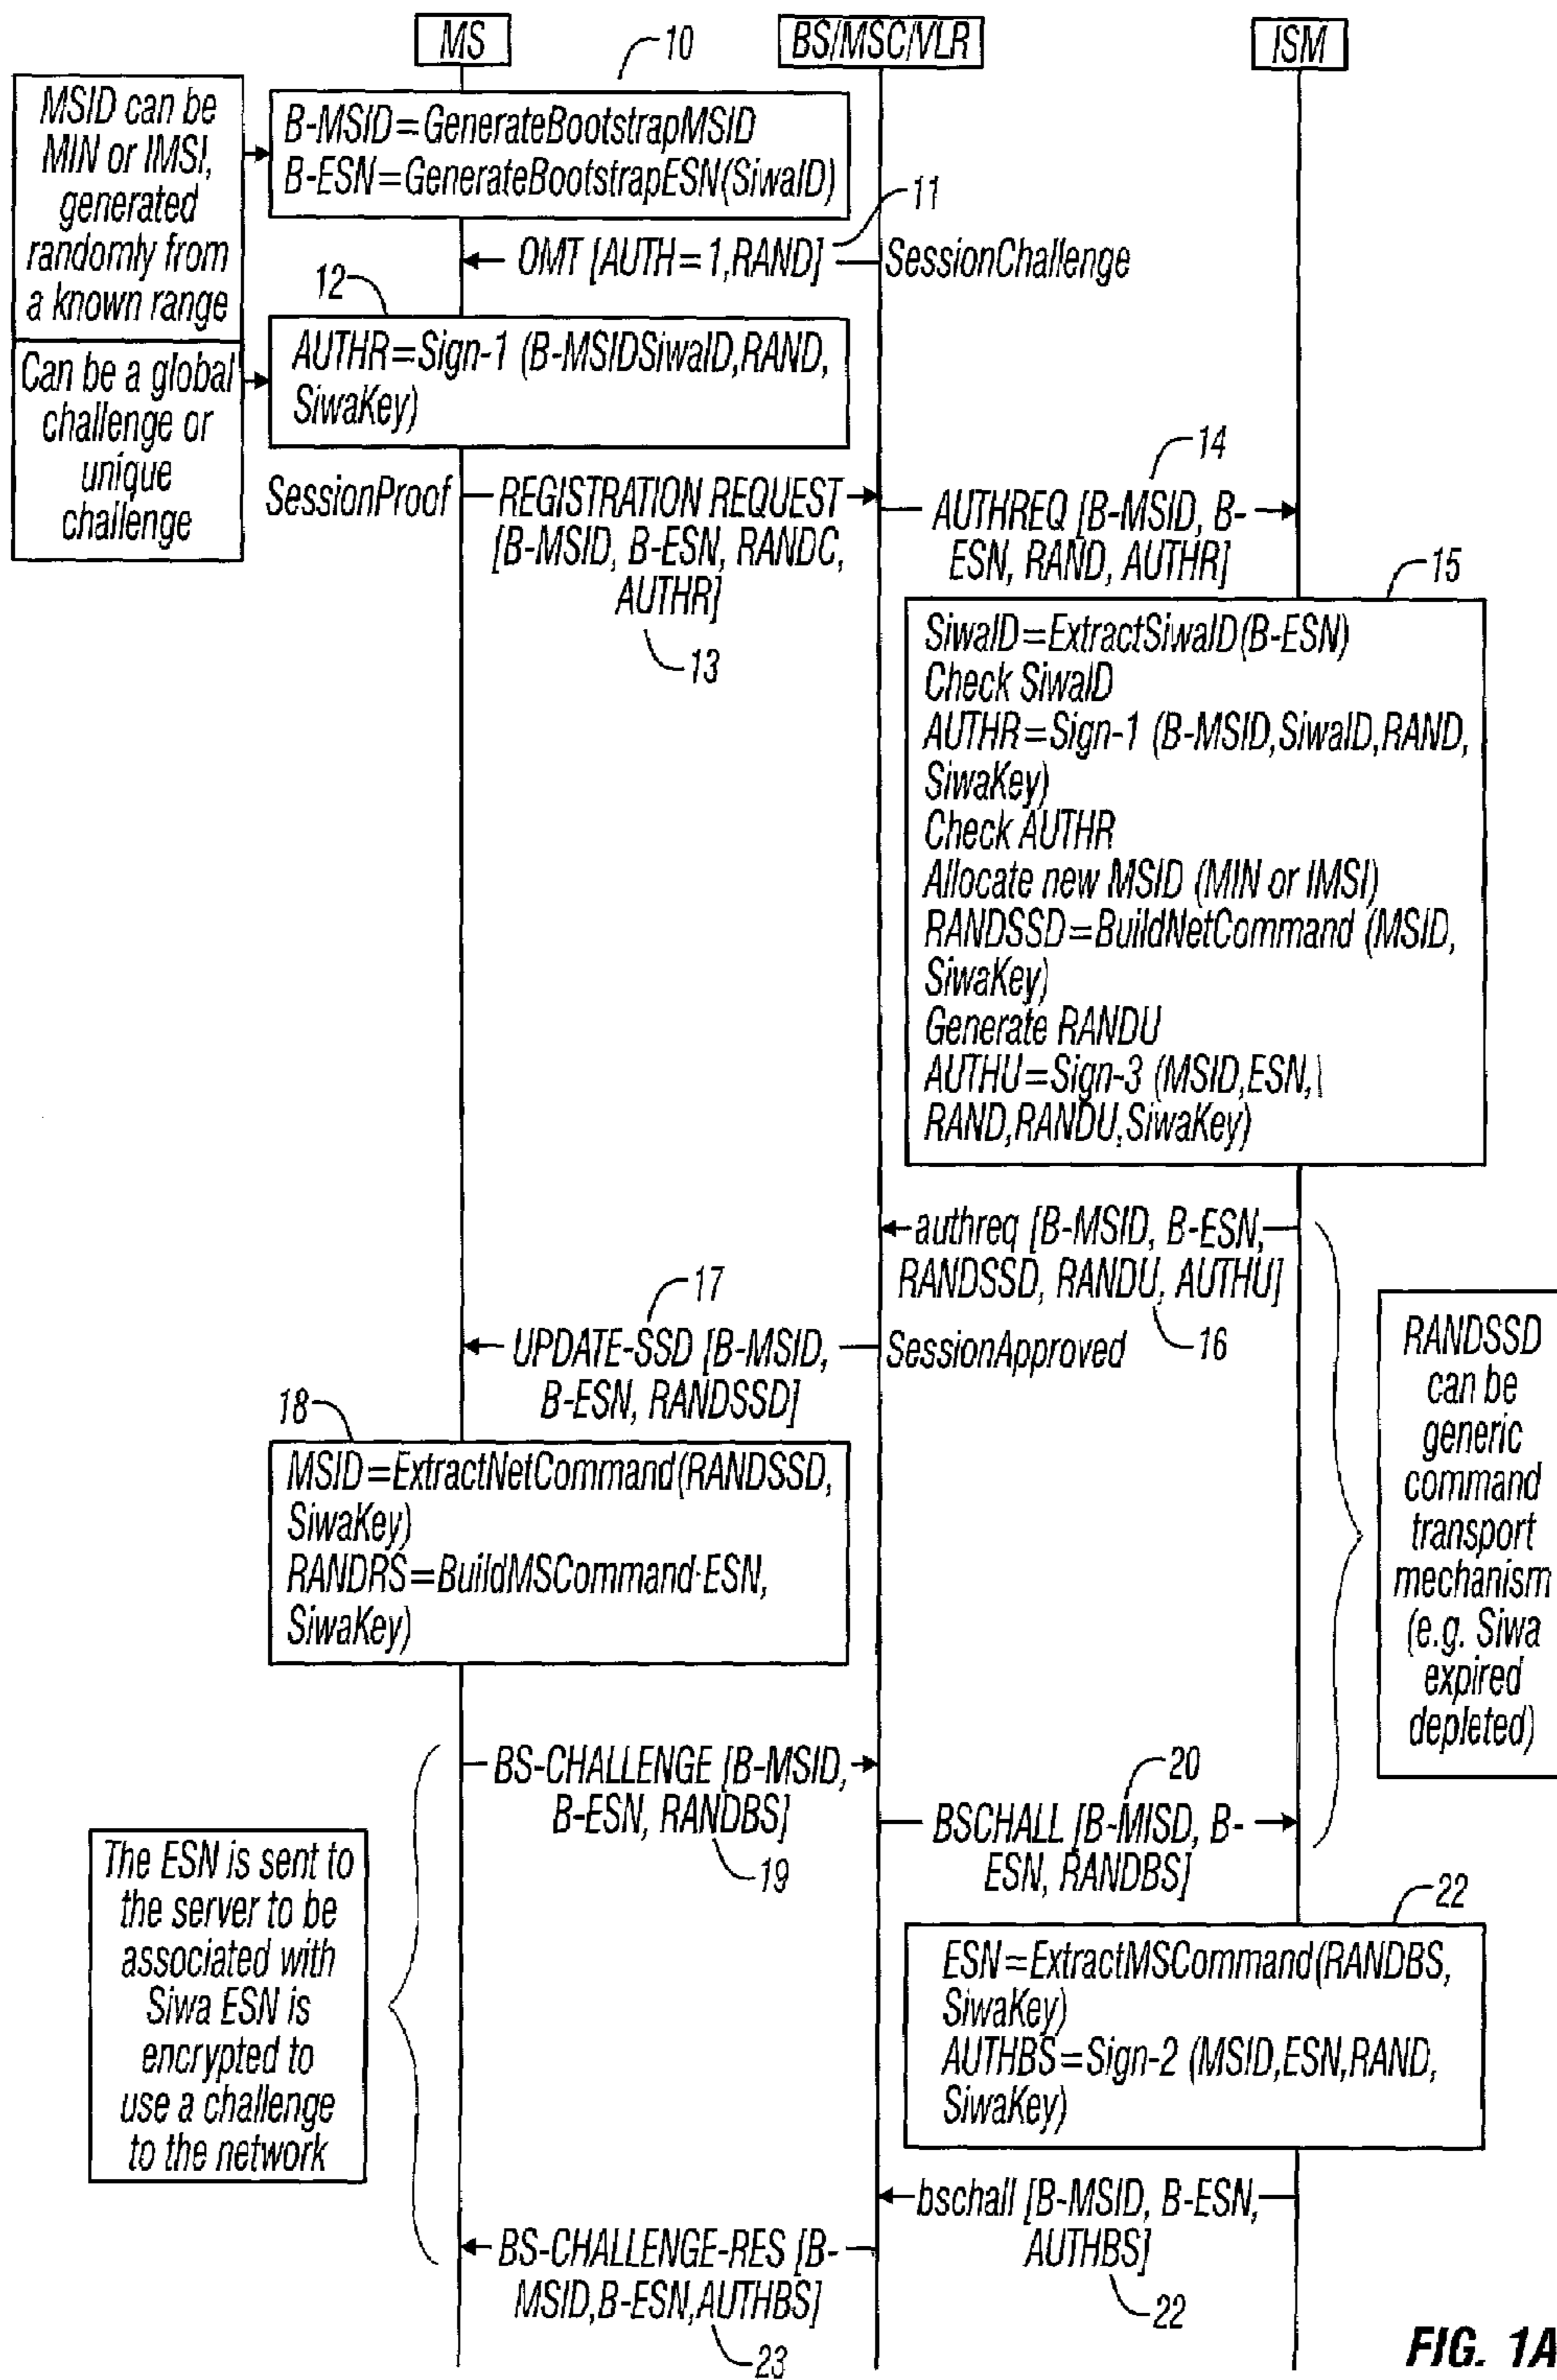 MS
BS/MSC/VLR
ISM
10
MSID can be
MIN or IMSI,
generated
randomly from
a known range
B-MSID=GenerateBootstrapMSID
B-ESN=GenerateBootstrapESN(SiwaID)
11
OMT [AUTH=1,RAND]
SessionChallenge
12
Can be a global
challenge or
unique
challenge
AUTHR=Sign-1 (B-MSIDSiwaID,RAND,
SiwaKey)
SessionProof
REGISTRATION REQUEST
[B-MSID, B-ESN, RANDC,
AUTHR]
13
14
AUTHREQ [B-MSID, B-
ESN, RAND, AUTHR]
15
SiwaID=ExtractSiwaID(B-ESN)
Check SiwaID
AUTHR=Sign-1 (B-MSID,SiwaID,RAND,
SiwaKey)
Check AUTHR
Allocate new MSID (MIN or IMSI)
RANDSSD=BuildNetCommand (MSID,
SiwaKey)
Generate RANDU
AUTHU=Sign-3 (MSID,ESN,
RAND,RANDU,SiwaKey)
authreq [B-MSID, B-ESN,
RANDSSD, RANDU, AUTHU]
16
17
UPDATE-SSD [B-MSID,
B-ESN, RANDSSD]
SessionApproved
RANDSSD
can be
generic
command
transport
mechanism
(e.g. Siwa
expired
depleted)
18
MSID=ExtractNetCommand(RANDSSD,
SiwaKey)
RANDRS=BuildMSCommand-ESN,
SiwaKey)
BS-CHALLENGE [B-MSID,
B-ESN, RANDBS]
19
20
BSCHALL [B-MISD, B-
ESN, RANDBS]
The ESN is sent to
the server to be
associated with
Siwa ESN is
encrypted to
use a challenge
to the network
22
ESN=ExtractMSCommand(RANDBS,
SiwaKey)
AUTHBS=Sign-2 (MSID,ESN,RAND,
SiwaKey)
bschall [B-MSID, B-ESN,
AUTHBS]
22
BS-CHALLENGE-RES [B-
MSID,B-ESN,AUTHBS]
23
FIG. 1A